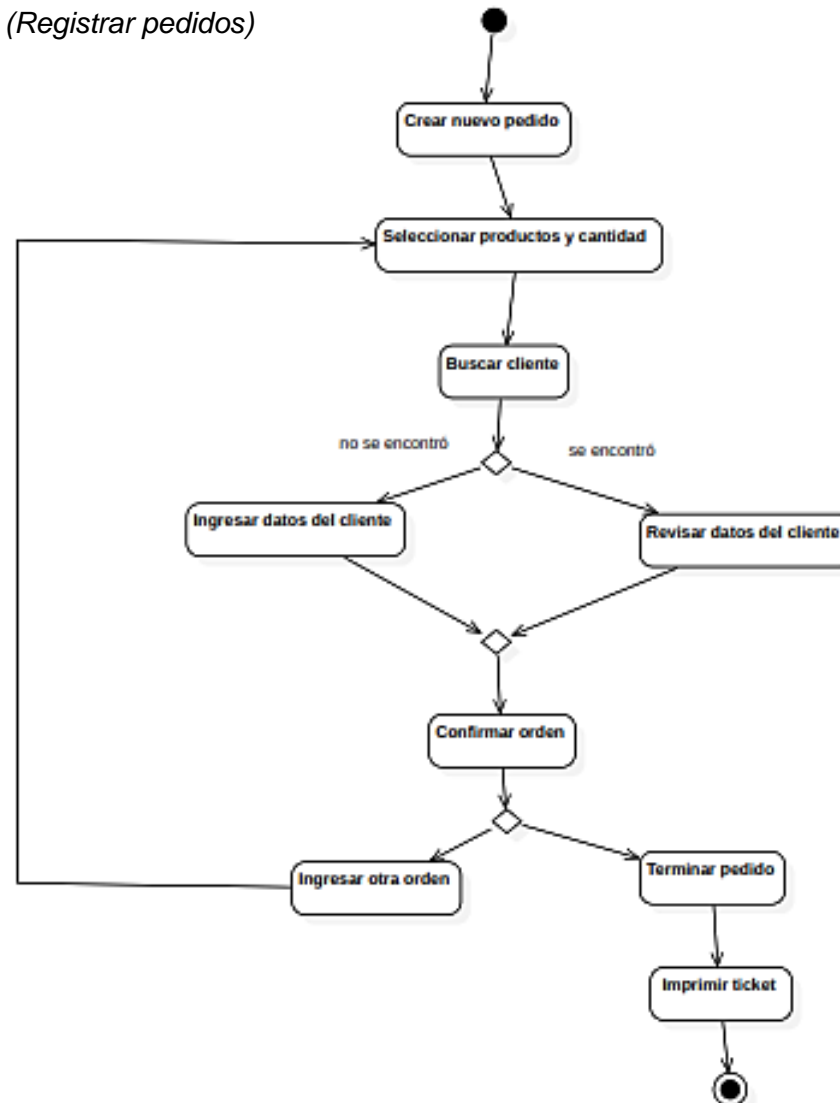 (Registrar pedidos)
Crear nuevo pedido
Seleccionar productos y cantidad
Buscar cliente
no se encontró
se encontró
Ingresar datos del cliente
Revisar datos del cliente
Confirmar orden
Ingresar otra orden
Terminar pedido
Imprimir ticket